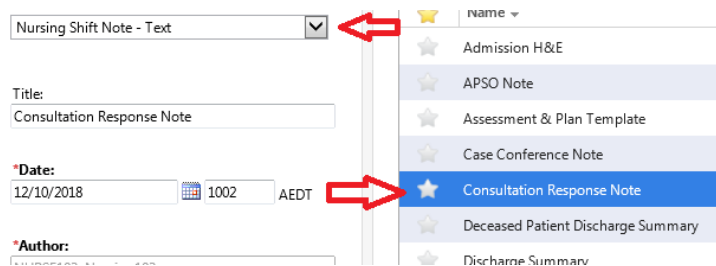 Nursing Shift Note - Text
Title:
Consultation Response Note
*Date:
12/10/2018 1002 AEDT
*Author:
Name
Admission H&E
APSO Note
Assessment & Plan Template
Case Conference Note
Consultation Response Note
Deceased Patient Discharge Summary
Discharge Summary